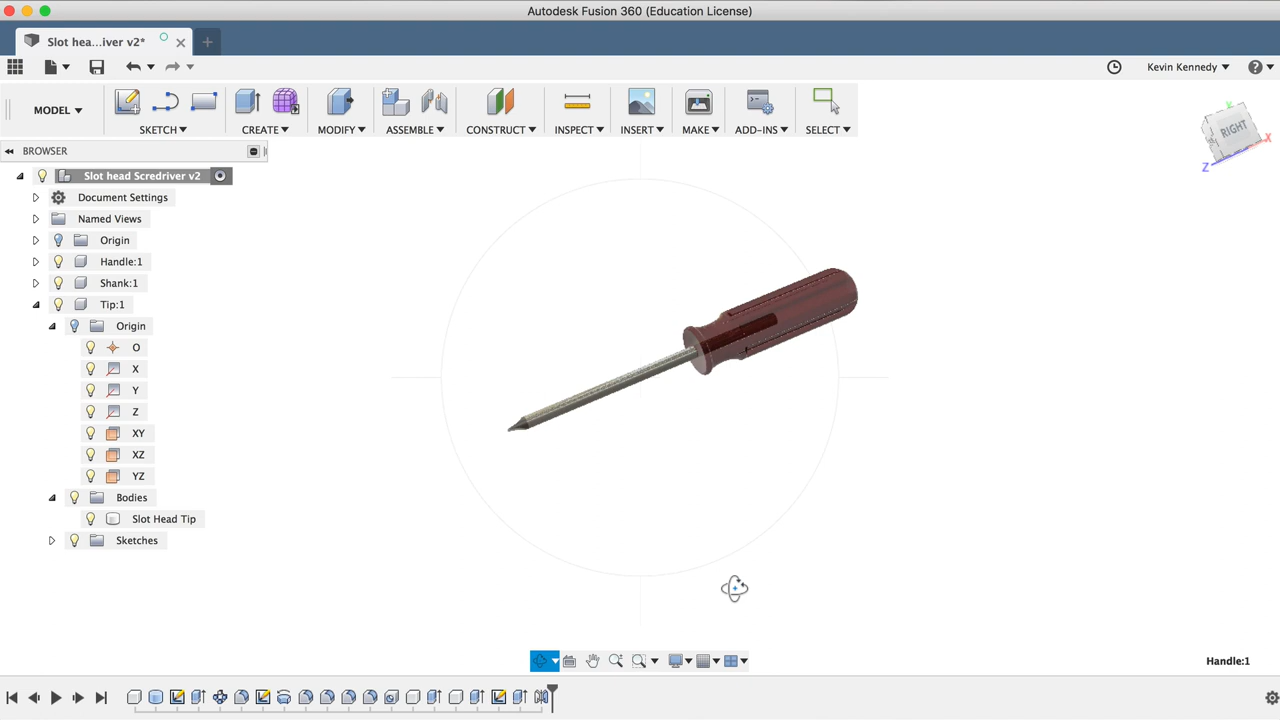 Autodesk Fusion 360 (Education License)
Slot hea...iver v2*
Kevin Kennedy
MODEL
SKETCH
CREATE
MODIFY
ASSEMBLE
CONSTRUCT
INSPECT
INSERT
MAKE
ADD-INS
SELECT
RIGHT
Y
X
Z
BROWSER
Slot head Scredriver v2
Document Settings
Named Views
Origin
Handle:1
Shank:1
Tip:1
Origin
O
X
Y
Z
XY
XZ
YZ
Bodies
Slot Head Tip
Sketches
Handle:1